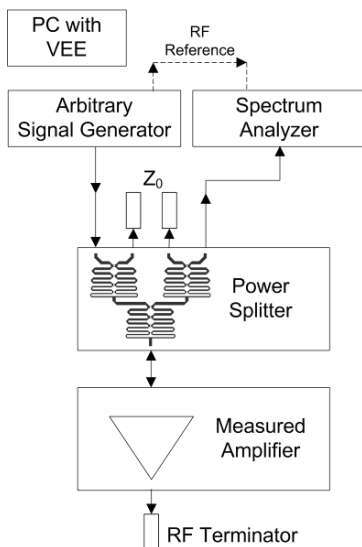 PC with
VEE
RF
Reference
Arbitrary
Signal Generator
Spectrum
Analyzer
Z₀
Power
Splitter
Measured
Amplifier
RF Terminator